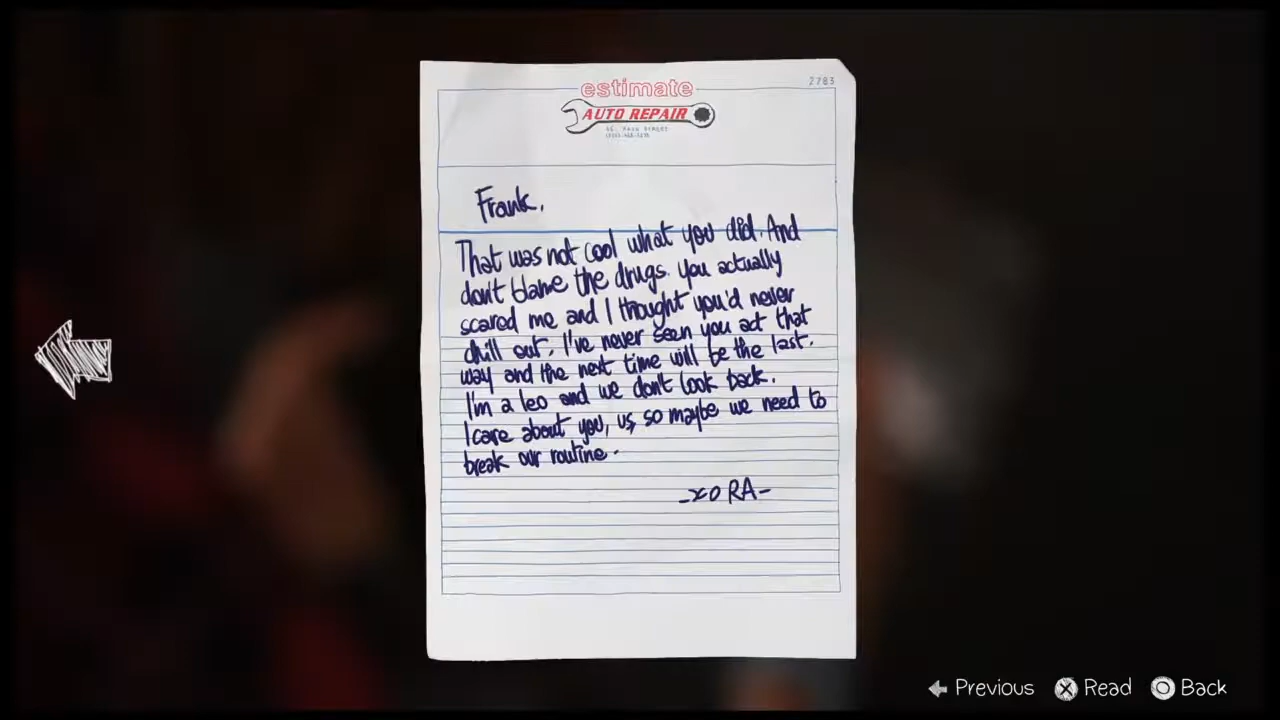 2783
estimate
AUTO REPAIR
Frank,
That was not cool what you did. And
don't blame the drugs. You actually
scared me and I thought you'd never
chill out. I've never seen you act that
way and the next time will be the last.
I'm a leo and we don't look back.
I care about you, us, so maybe we need to
break our routine.
-xo RA-
Previous
Read
Back